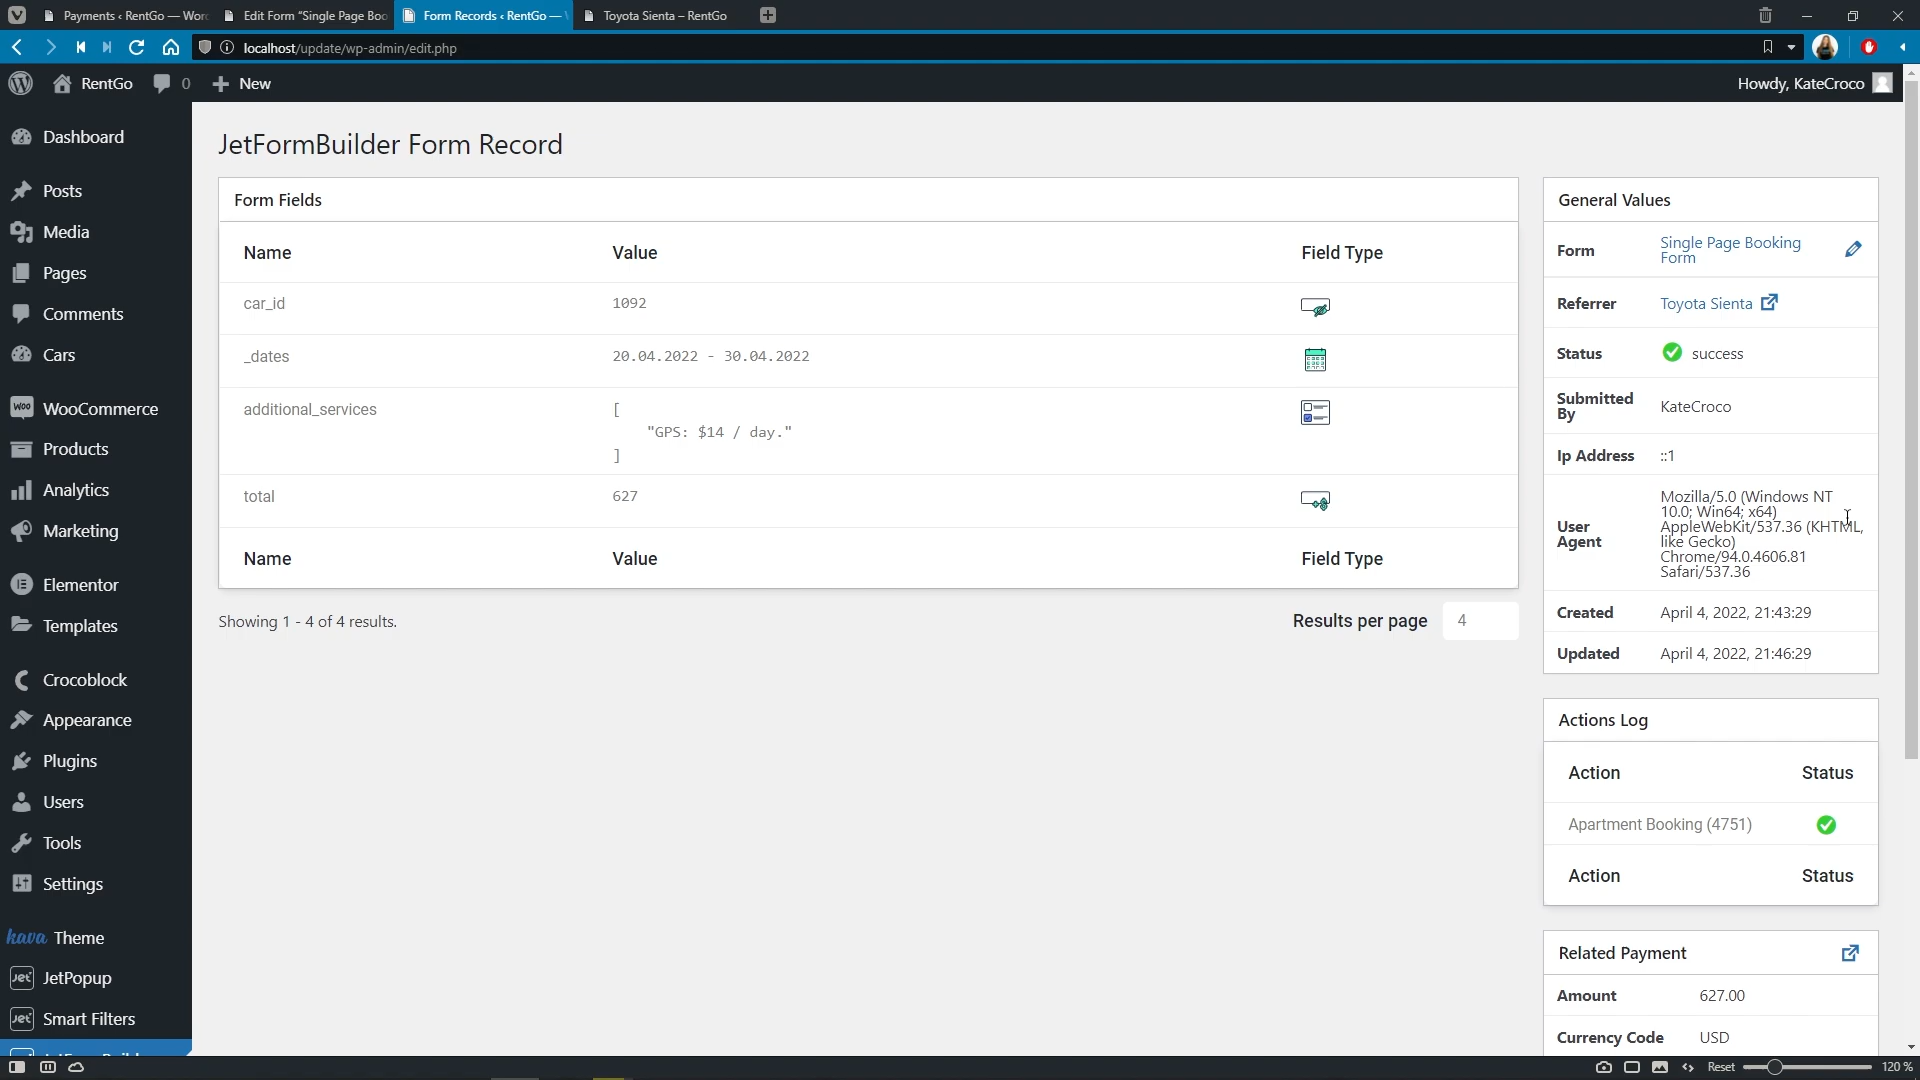 Payments ‹ RentGo — Wor
Edit Form “Single Page Boo
Form Records ‹ RentGo —
Toyota Sienta – RentGo
localhost/update/wp-admin/edit.php
RentGo
0
New
Howdy, KateCroco
Dashboard
Posts
Media
Pages
Comments
Cars
WooCommerce
Products
Analytics
Marketing
Elementor
Templates
Crocoblock
Appearance
Plugins
Users
Tools
Settings
kava Theme
JetPopup
Smart Filters
JetFormBuilder Form Record
Form Fields
Name Value Field Type
car_id 1092
_dates 20.04.2022 - 30.04.2022
additional_services [
"GPS: $14 / day."
]
total 627
Name Value Field Type
Showing 1 - 4 of 4 results.
Results per page 4
General Values
Form Single Page Booking
Form
Referrer Toyota Sienta
Status success
Submitted
By KateCroco
Ip Address ::1
User
Agent
Mozilla/5.0 (Windows NT
10.0; Win64; x64)
AppleWebKit/537.36 (KHTML,
like Gecko)
Chrome/94.0.4606.81
Safari/537.36
Created April 4, 2022, 21:43:29
Updated April 4, 2022, 21:46:29
Actions Log
Action Status
Apartment Booking (4751)
Action Status
Related Payment
Amount 627.00
Currency Code USD
Reset 120 %